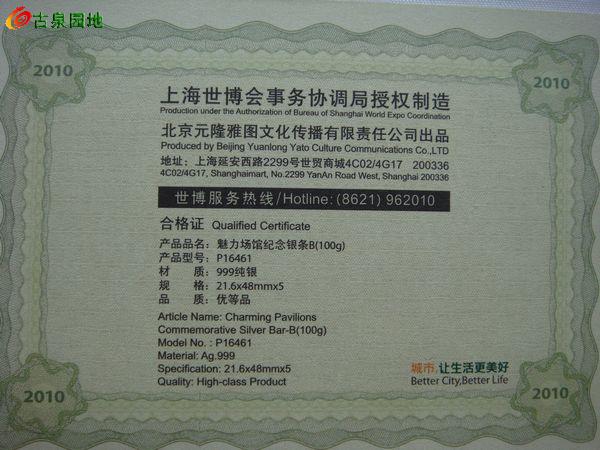 古泉园地
2010
2010
上海世博会事务协调局授权制造
Production under the Authorization of Bureau of Shanghai World Expo Coordination
北京元隆雅图文化传播有限责任公司出品
Produced by Beijing Yuanlong Yato Culture Communications Co.,LTD
地址：上海延安西路2299号世贸商城4C02/4G17 200336
4C02/4G17, Shanghaimart, No.2299 YanAn Road West, Shanghai 200336
世博服务热线/Hotline:(8621) 962010
合格证 Qualified Certificate
产品品名：魅力场馆纪念银条B(100g)
产品型号：P16461
材 质：999纯银
规 格：21.6x48mmx5
品 质：优等品
Article Name: Charming Pavilions
Commemorative Silver Bar-B(100g)
Model No. : P16461
Material: Ag.999
Specification: 21.6x48mmx5
Quality: High-class Product
城市,让生活更美好
Better City,Better Life
2010
2010